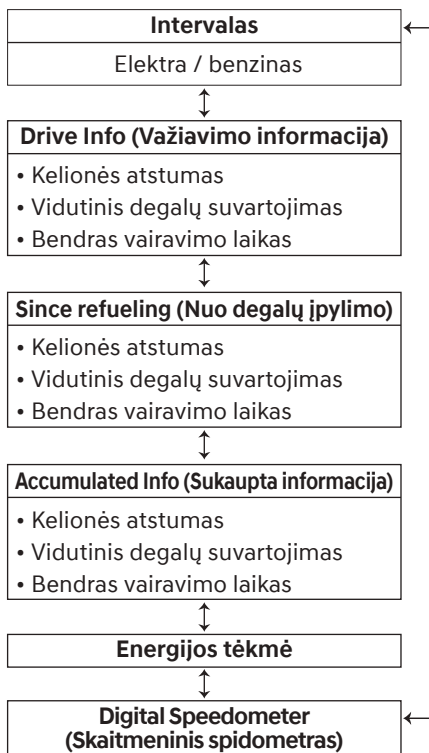 Intervalas
Elektra / benzinas
Drive Info (Važiavimo informacija)
• Kelionės atstumas
• Vidutinis degalų suvartojimas
• Bendras vairavimo laikas
Since refueling (Nuo degalų įpylimo)
• Kelionės atstumas
• Vidutinis degalų suvartojimas
• Bendras vairavimo laikas
Accumulated Info (Sukaupta informacija)
• Kelionės atstumas
• Vidutinis degalų suvartojimas
• Bendras vairavimo laikas
Energijos tėkmė
Digital Speedometer
(Skaitmeninis spidometras)